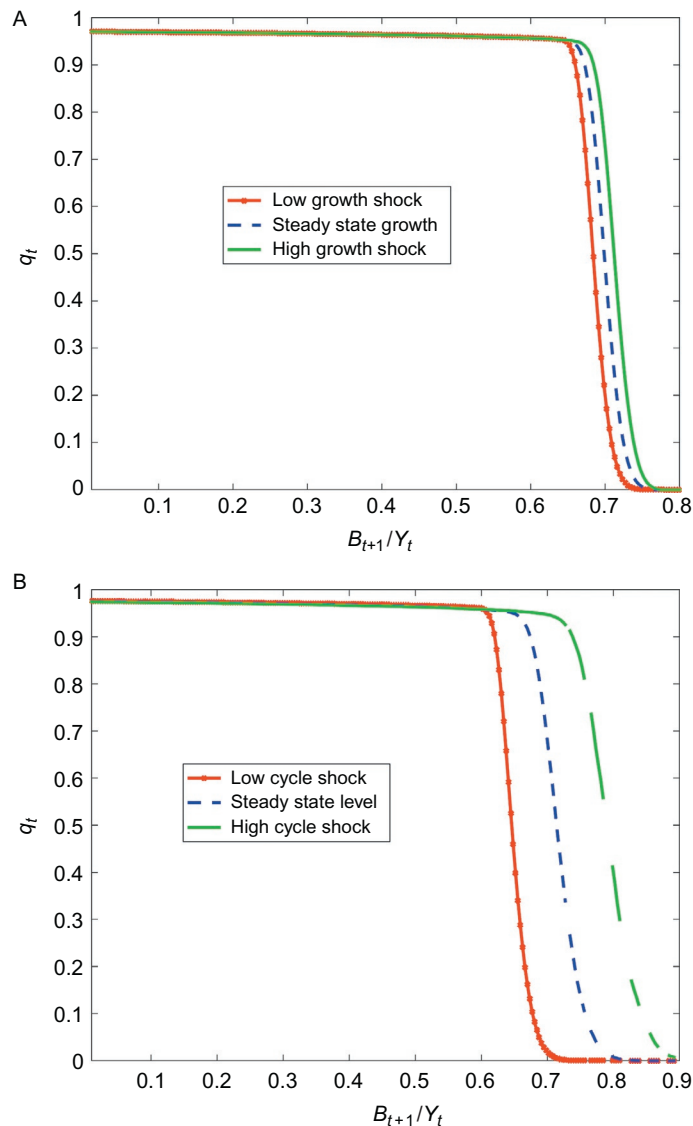 A
1
0.9
0.8
0.7
0.6
0.5
0.4
0.3
0.2
0.1
0
q_t
Low growth shock
Steady state growth
High growth shock
0.1 0.2 0.3 0.4 0.5 0.6 0.7 0.8
B_{t+1}/Y_t
B
1
0.9
0.8
0.7
0.6
0.5
0.4
0.3
0.2
0.1
0
q_t
Low cycle shock
Steady state level
High cycle shock
0.1 0.2 0.3 0.4 0.5 0.6 0.7 0.8 0.9
B_{t+1}/Y_t